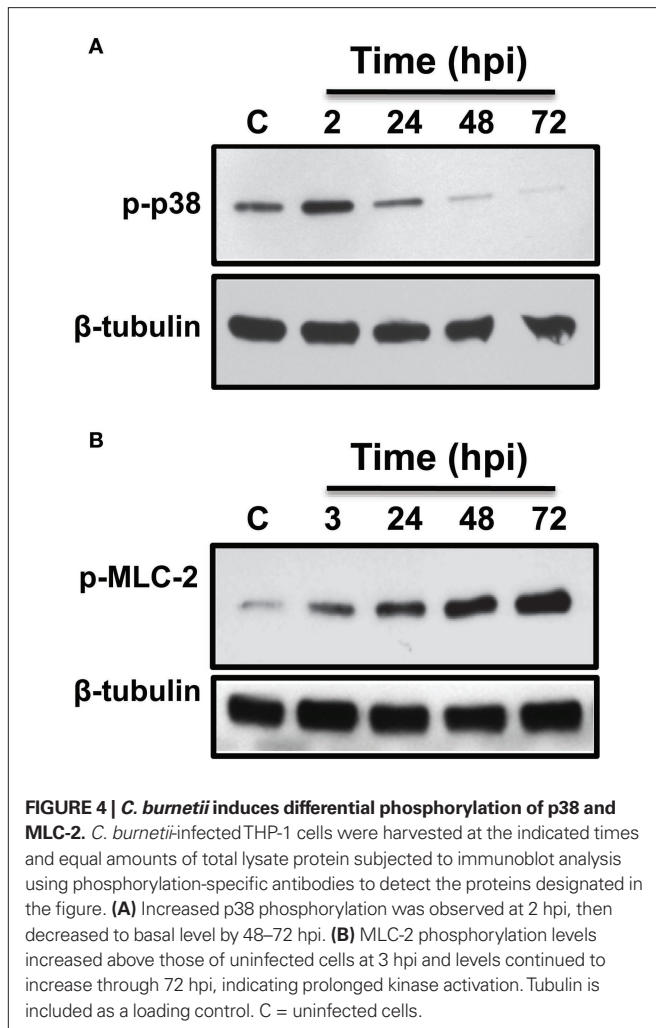 A
Time (hpi)
C 2 24 48 72
p-p38
β-tubulin
B
Time (hpi)
C 3 24 48 72
p-MLC-2
β-tubulin
FIGURE 4 | C. burnetii induces differential phosphorylation of p38 and
MLC-2. C. burnetii-infected THP-1 cells were harvested at the indicated times
and equal amounts of total lysate protein subjected to immunoblot analysis
using phosphorylation-specific antibodies to detect the proteins designated in
the figure. (A) Increased p38 phosphorylation was observed at 2 hpi, then
decreased to basal level by 48–72 hpi. (B) MLC-2 phosphorylation levels
increased above those of uninfected cells at 3 hpi and levels continued to
increase through 72 hpi, indicating prolonged kinase activation. Tubulin is
included as a loading control. C = uninfected cells.